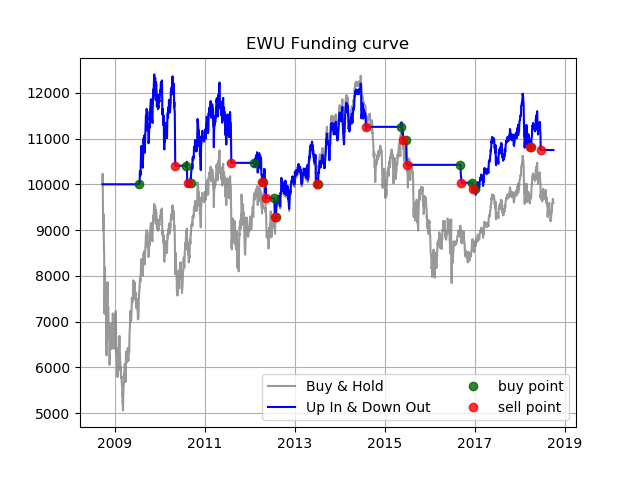 EWU Funding curve
12000
11000
10000
9000
8000
7000
6000
5000
Buy & Hold
Up In & Down Out
buy point
sell point
2009 2011 2013 2015 2017 2019